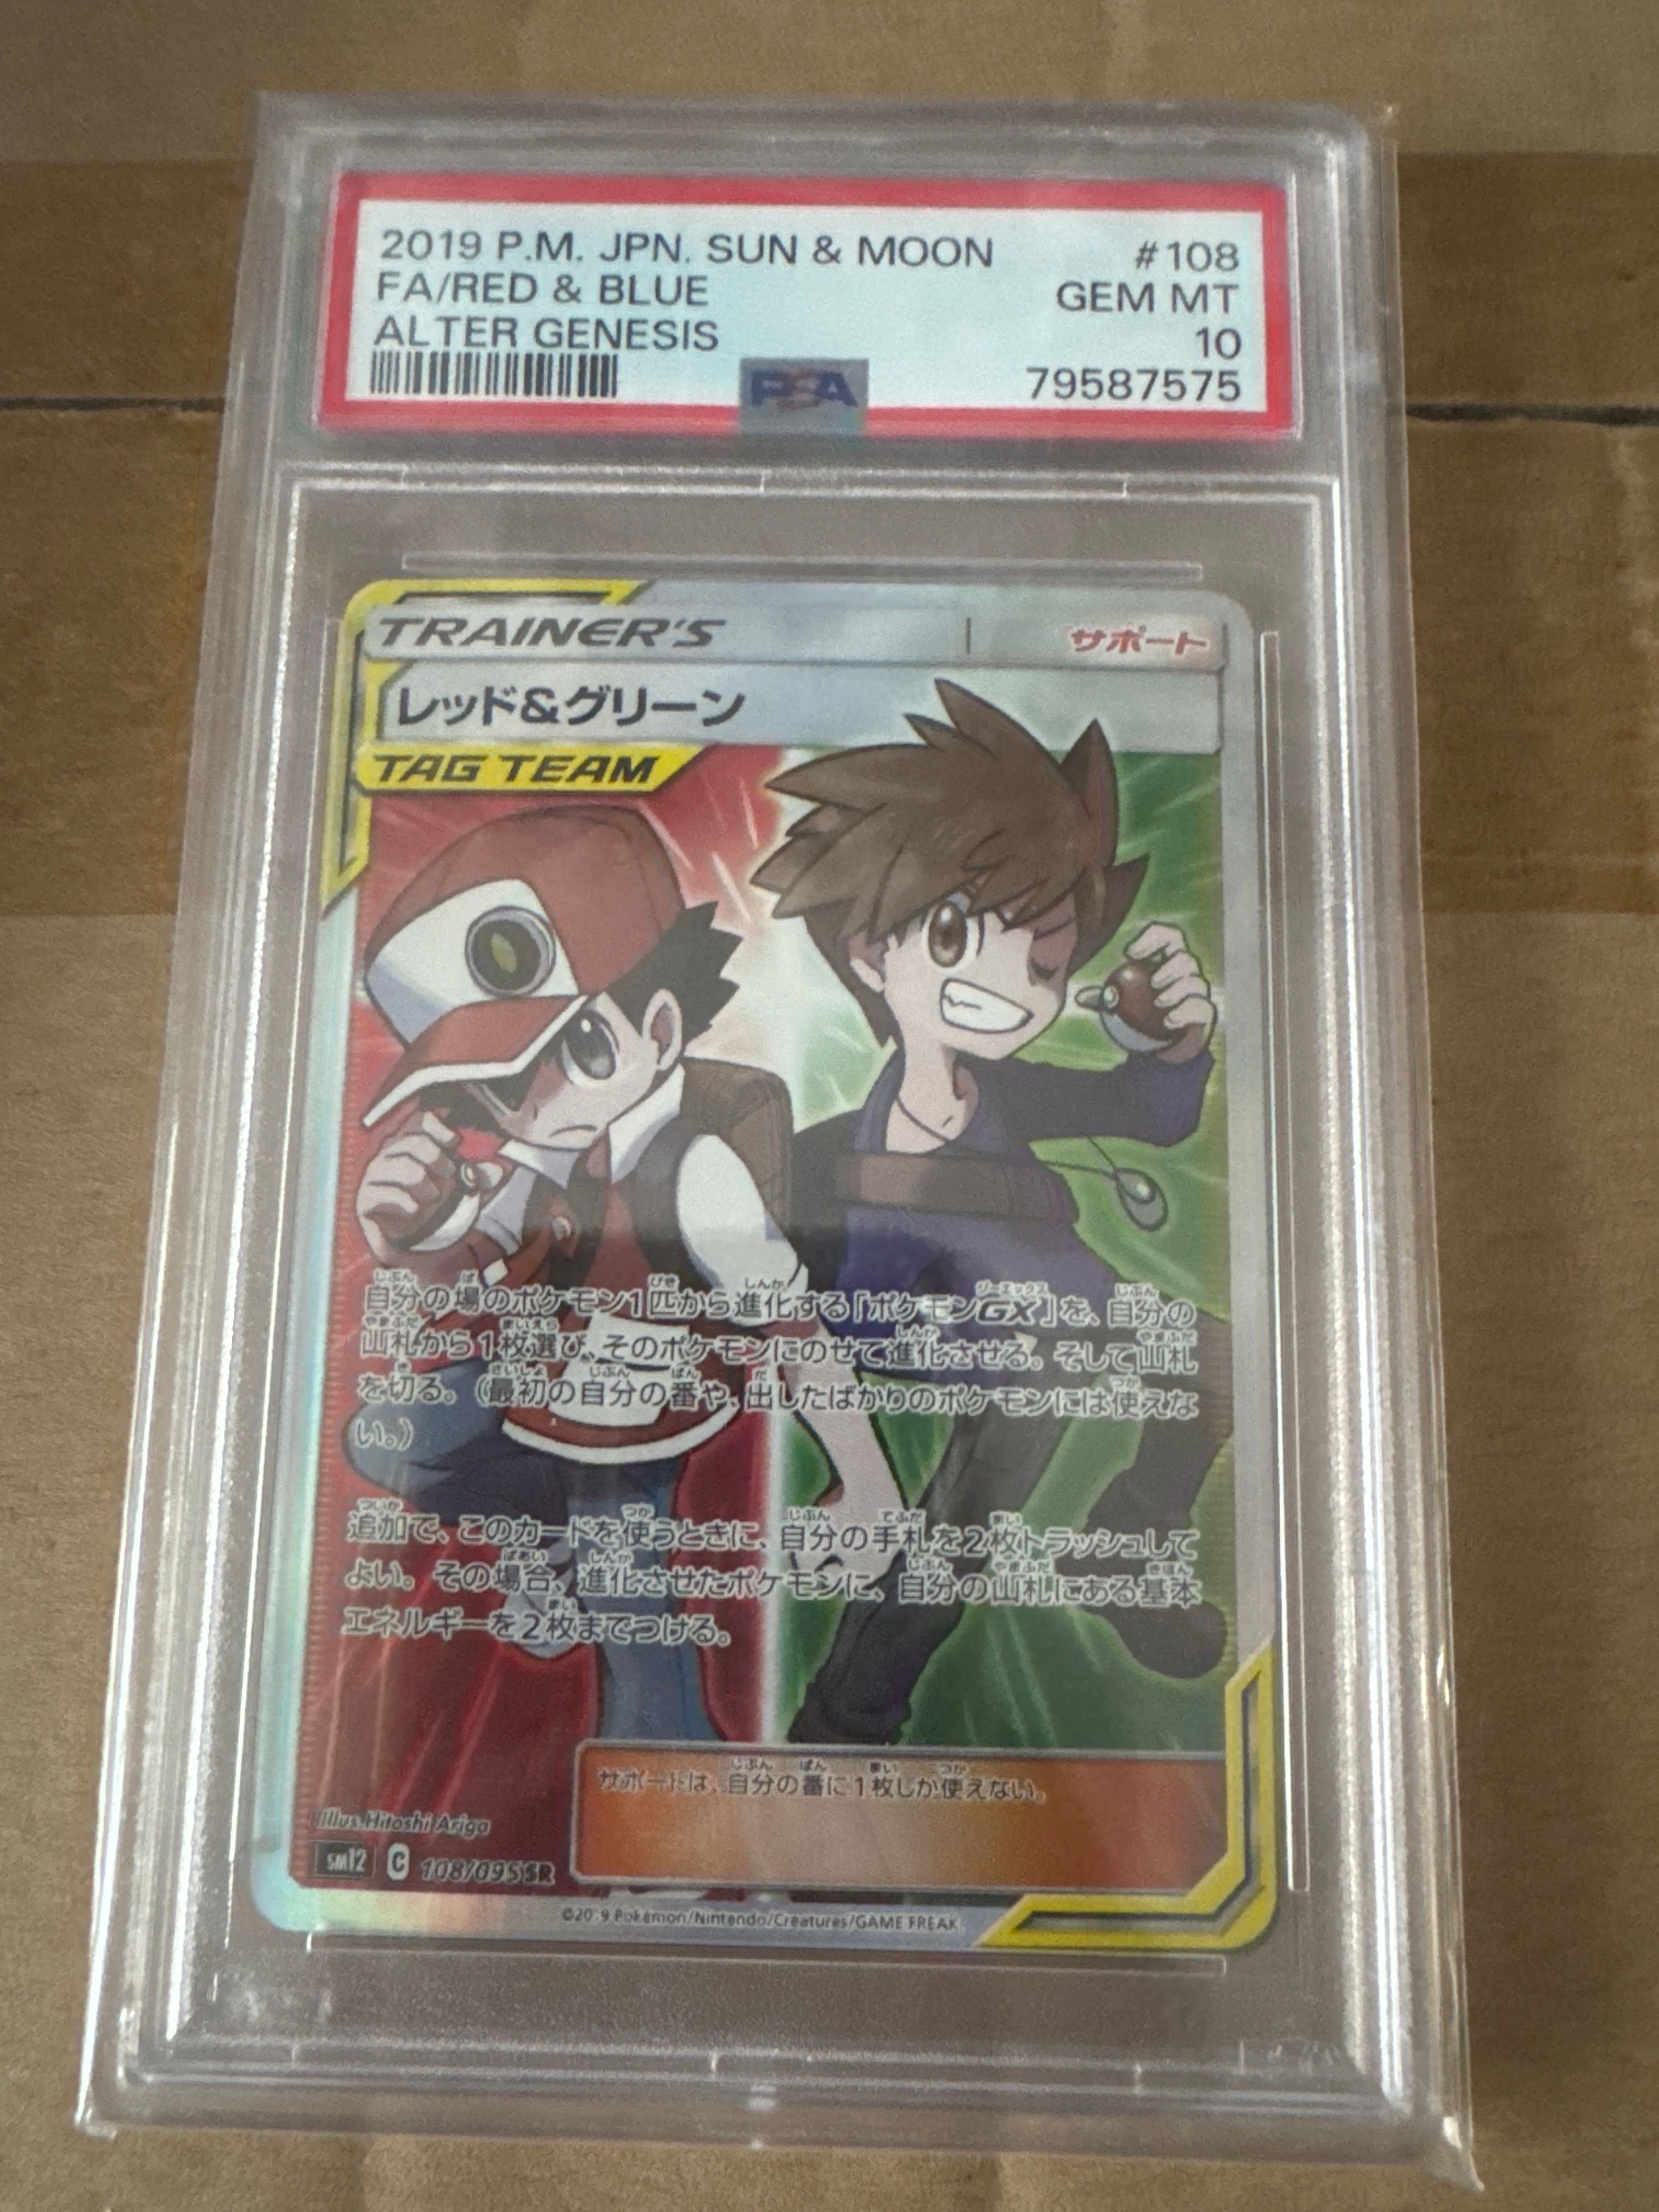 2019 P.M. JPN. SUN & MOON #108
FA/RED & BLUE GEM MT
ALTER GENESIS 10
PSA 79587575
TRAINER'S サポート
レッド&グリーン
TAG TEAM
自分の場のポケモン1匹から進化する「ポケモンGX」を、自分の
山札から1枚選び、そのポケモンにのせて進化させる。そして山札
を切る。(最初の自分の番や、出したばかりのポケモンには使えな
い。)
追加で、このカードを使うときに、自分の手札を2枚トラッシュして
よい。その場合、進化させたポケモンに、自分の山札にある基本
エネルギーを2枚までつける。
サポートは、自分の番に1枚しか使えない。
Illus. Hitoshi Ariga
SM12 C 108/095 SR
©2019 Pokémon/Nintendo/Creatures/GAME FREAK.